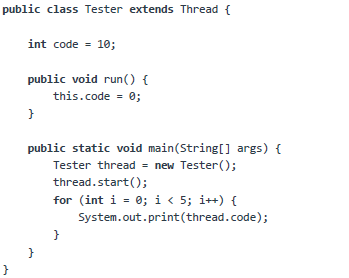 public class Tester extends Thread {
int code = 10;
public void run() {
this.code = 0;
}
public static void main(String[] args) {
Tester thread = new Tester();
thread.start();
for (int i = 0; i < 5; i++) {
System.out.print(thread.code);
}
}
}